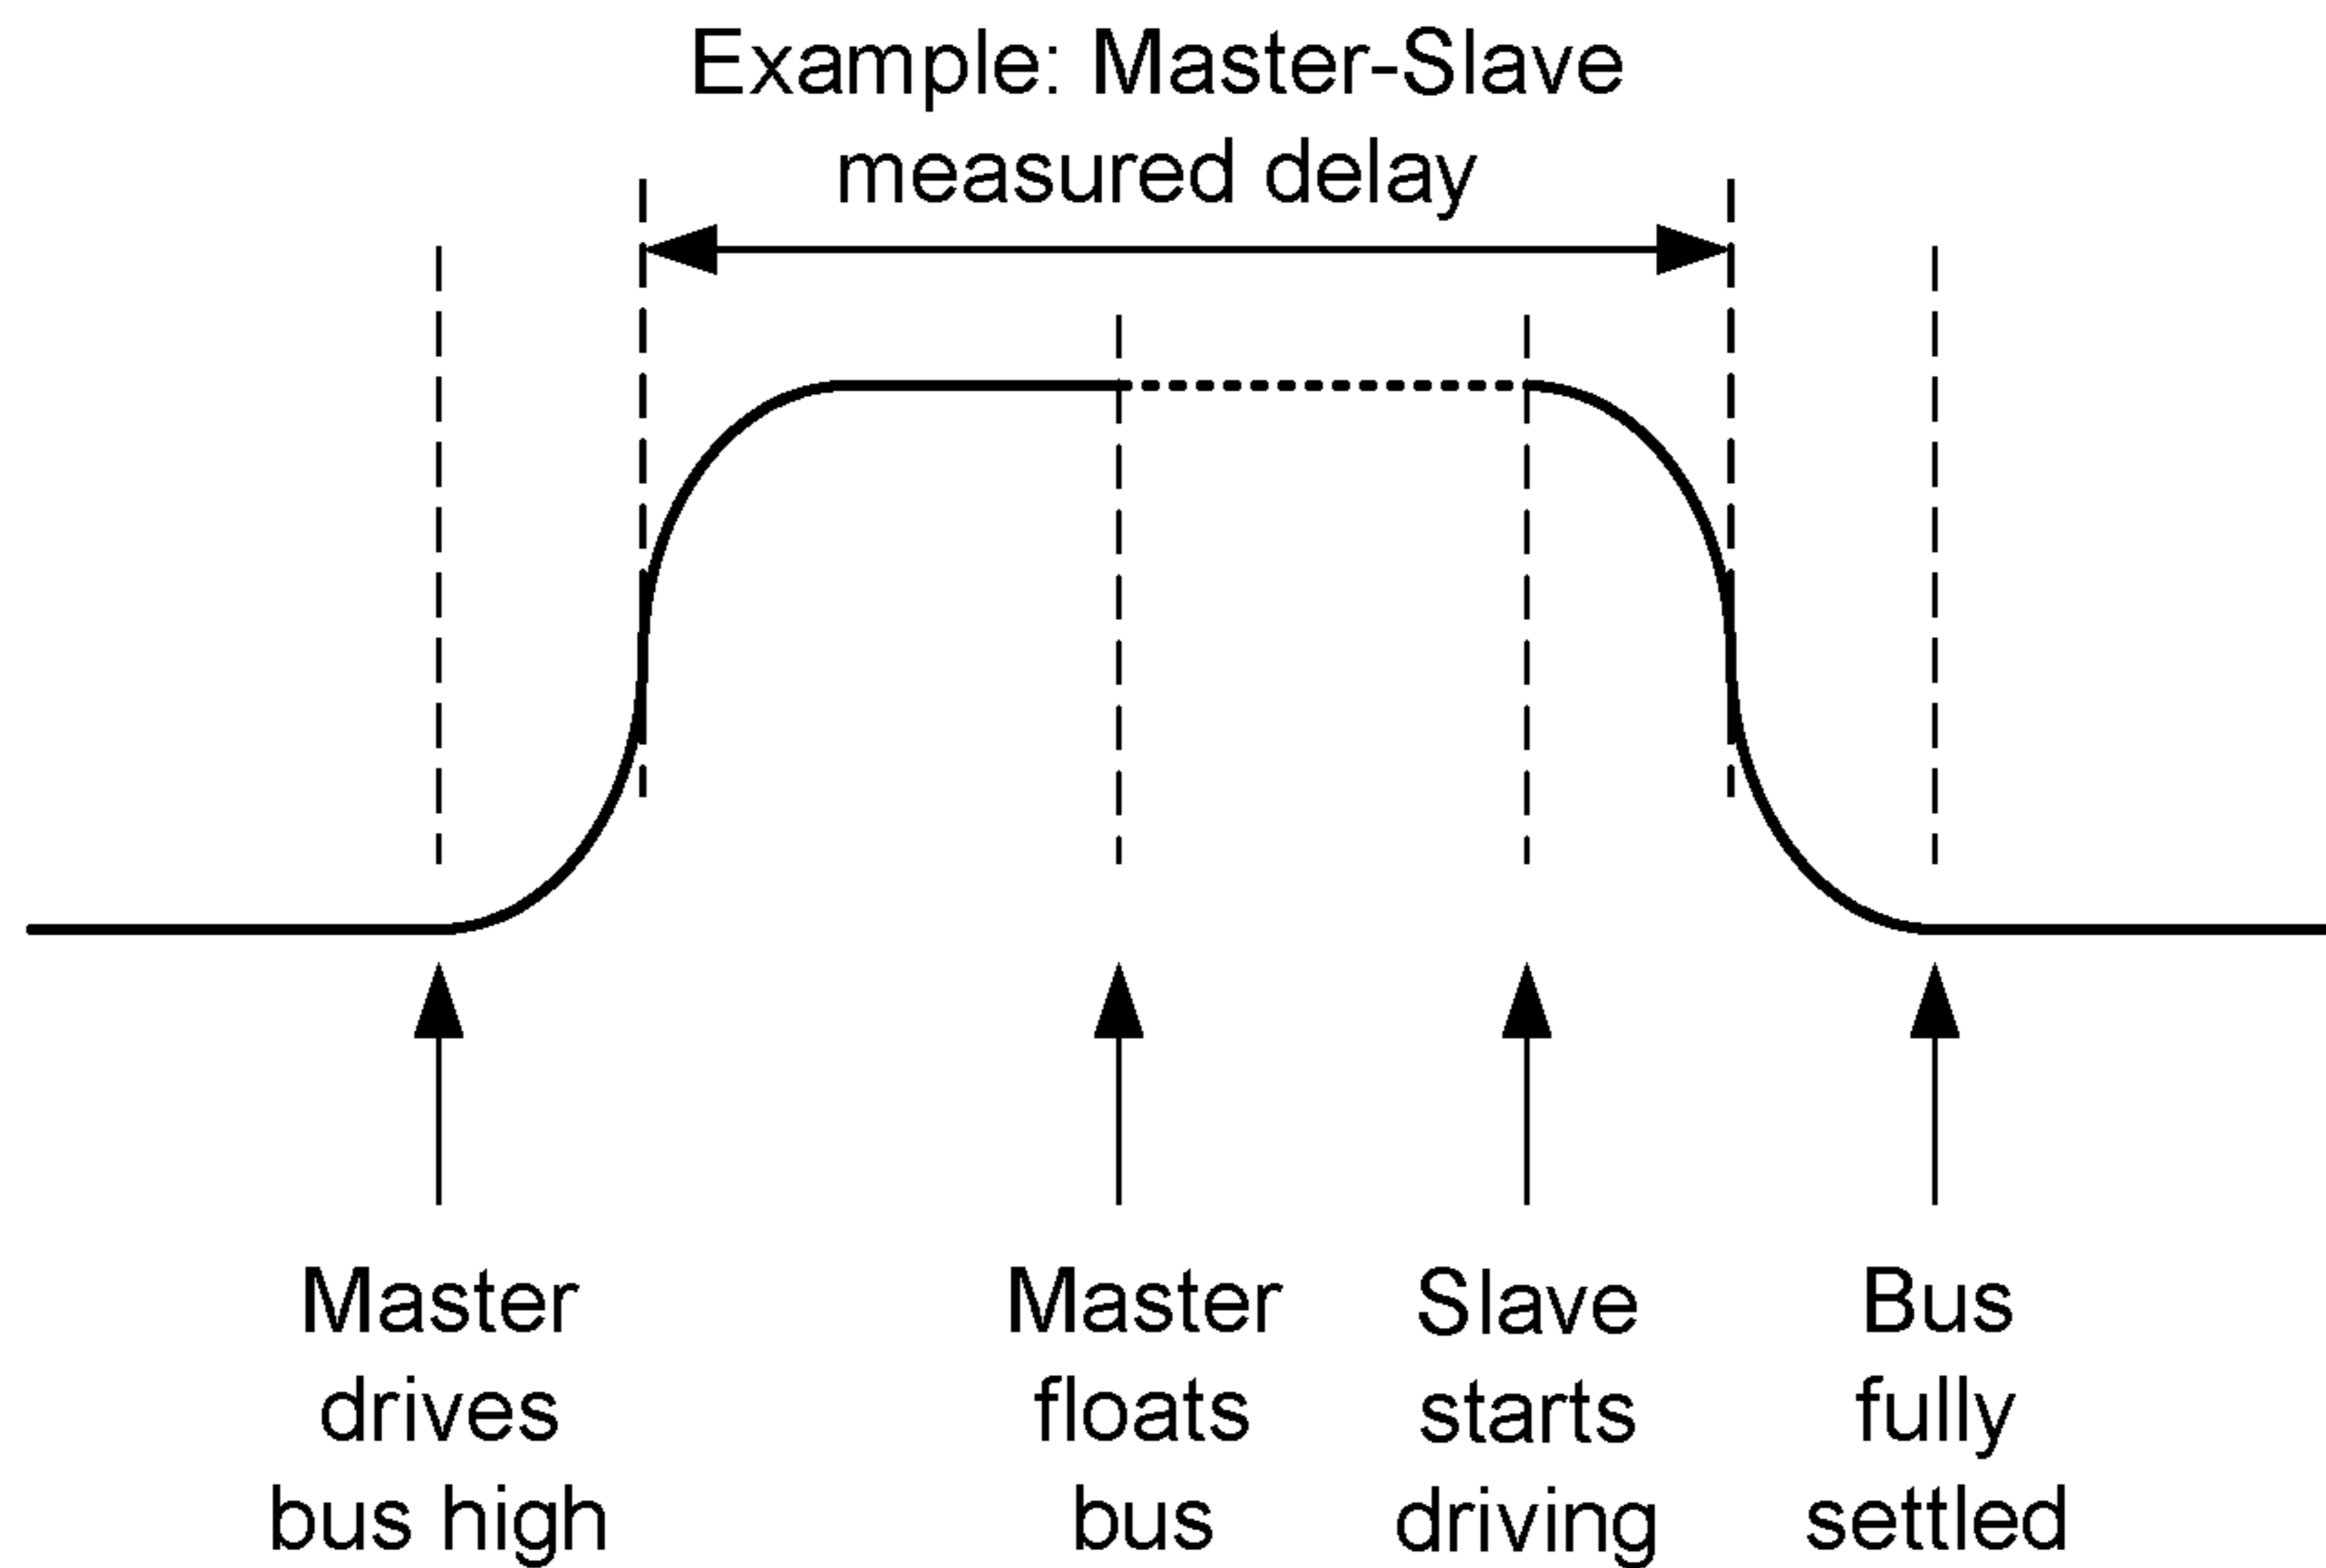 Example: Master-Slave
measured delay
Master
drives
bus high
Master
floats
bus
Slave
starts
driving
Bus
fully
settled